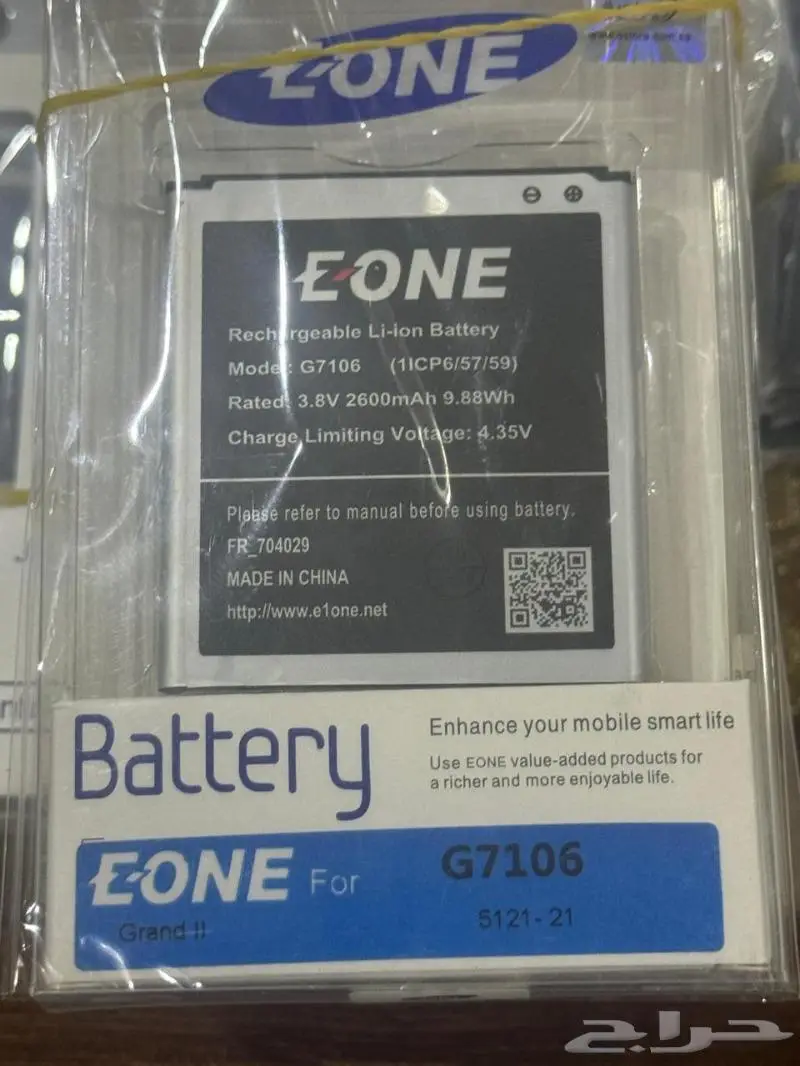 E-ONE
E-ONE
Rechargeable Li-ion Battery
Model: G7106 (1ICP6/57/59)
Rated: 3.8V 2600mAh 9.88Wh
Charge Limiting Voltage: 4.35V
Please refer to manual before using battery.
FR_704029
MADE IN CHINA
http://www.e1one.net
Battery
Enhance your mobile smart life
Use EONE value-added products for
a richer and more enjoyable life.
E-ONE For G7106
Grand II 5121-21
حراج